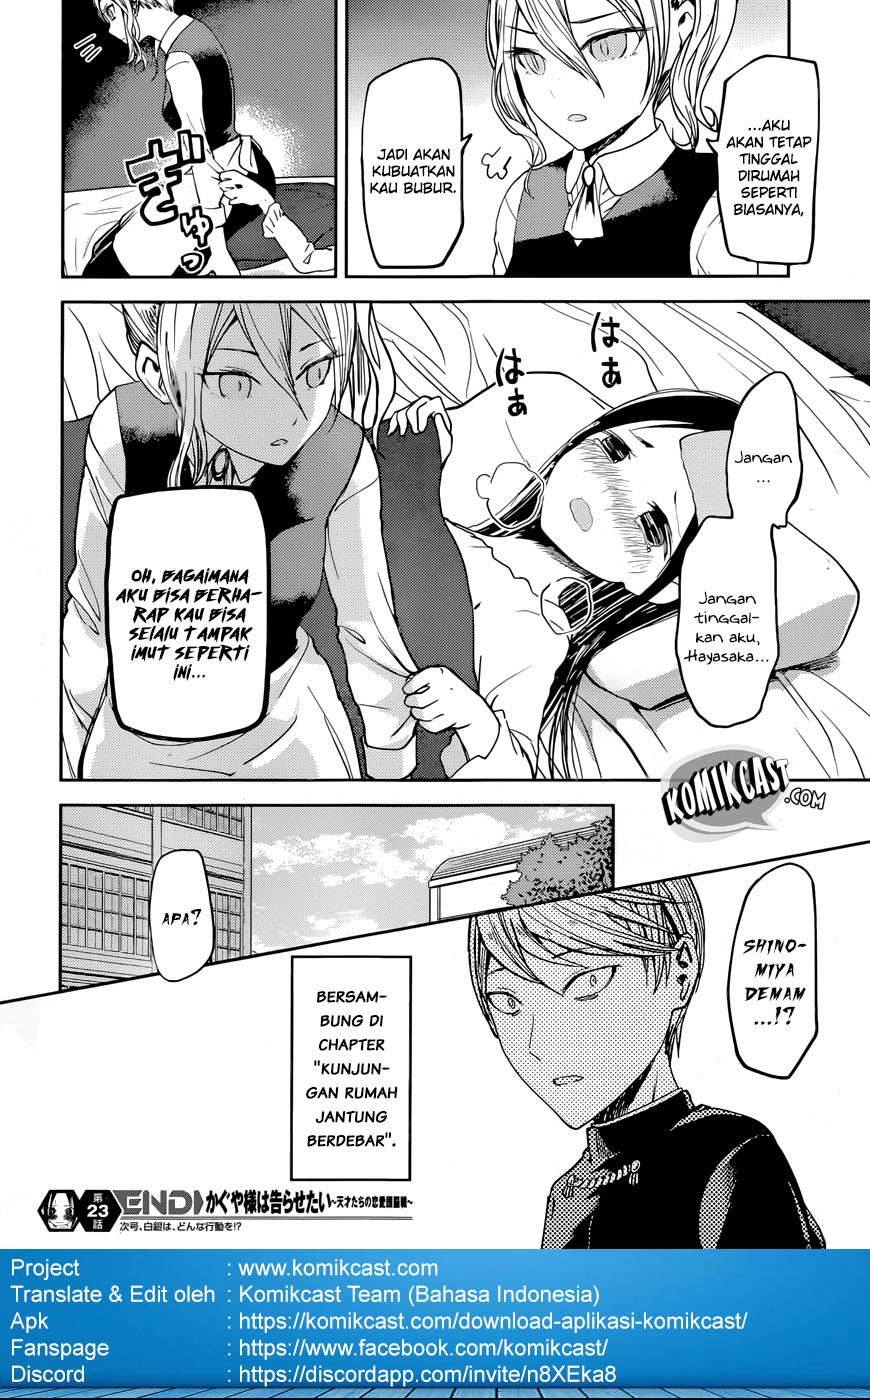 ...AKU
AKAN TETAP
TINGGAL
DIRUMAH
SEPERTI
BIASANYA,
JADI AKAN
KUBUATKAN
KAU BUBUR.
ぎゅっ
はぁ
はぁ
Jangan
...
Jangan
tinggal-
kan aku,
Hayasaka...
OH, BAGAIMANA
AKU BISA BERHA-
RAP KAU BISA
SELALU TAMPAK
IMUT SEPERTI
INI...
KOMIKCAST
.COM
SHINO-
MIYA
DEMAM
...!?
APA?
BERSAM-
BUNG DI
CHAPTER
"KUNJUN-
GAN RUMAH
JANTUNG
BERDEBAR".
第
23
話
END
かぐや様は告らせたい~天才たちの恋愛頭脳戦~
次号、白銀は、どんな行動を!?
Project : www.komikcast.com
Translate & Edit oleh : Komikcast Team (Bahasa Indonesia)
Apk : https://komikcast.com/download-aplikasi-komikcast/
Fanspage : https://www.facebook.com/komikcast/
Discord : https://discordapp.com/invite/n8XEka8